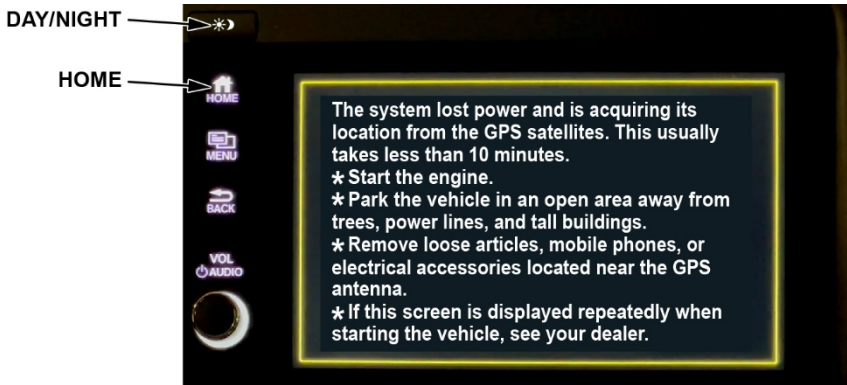 DAY/NIGHT
HOME
HOME
MENU
BACK
VOL
AUDIO
The system lost power and is acquiring its
location from the GPS satellites. This usually
takes less than 10 minutes.
* Start the engine.
* Park the vehicle in an open area away from
trees, power lines, and tall buildings.
* Remove loose articles, mobile phones, or
electrical accessories located near the GPS
antenna.
* If this screen is displayed repeatedly when
starting the vehicle, see your dealer.